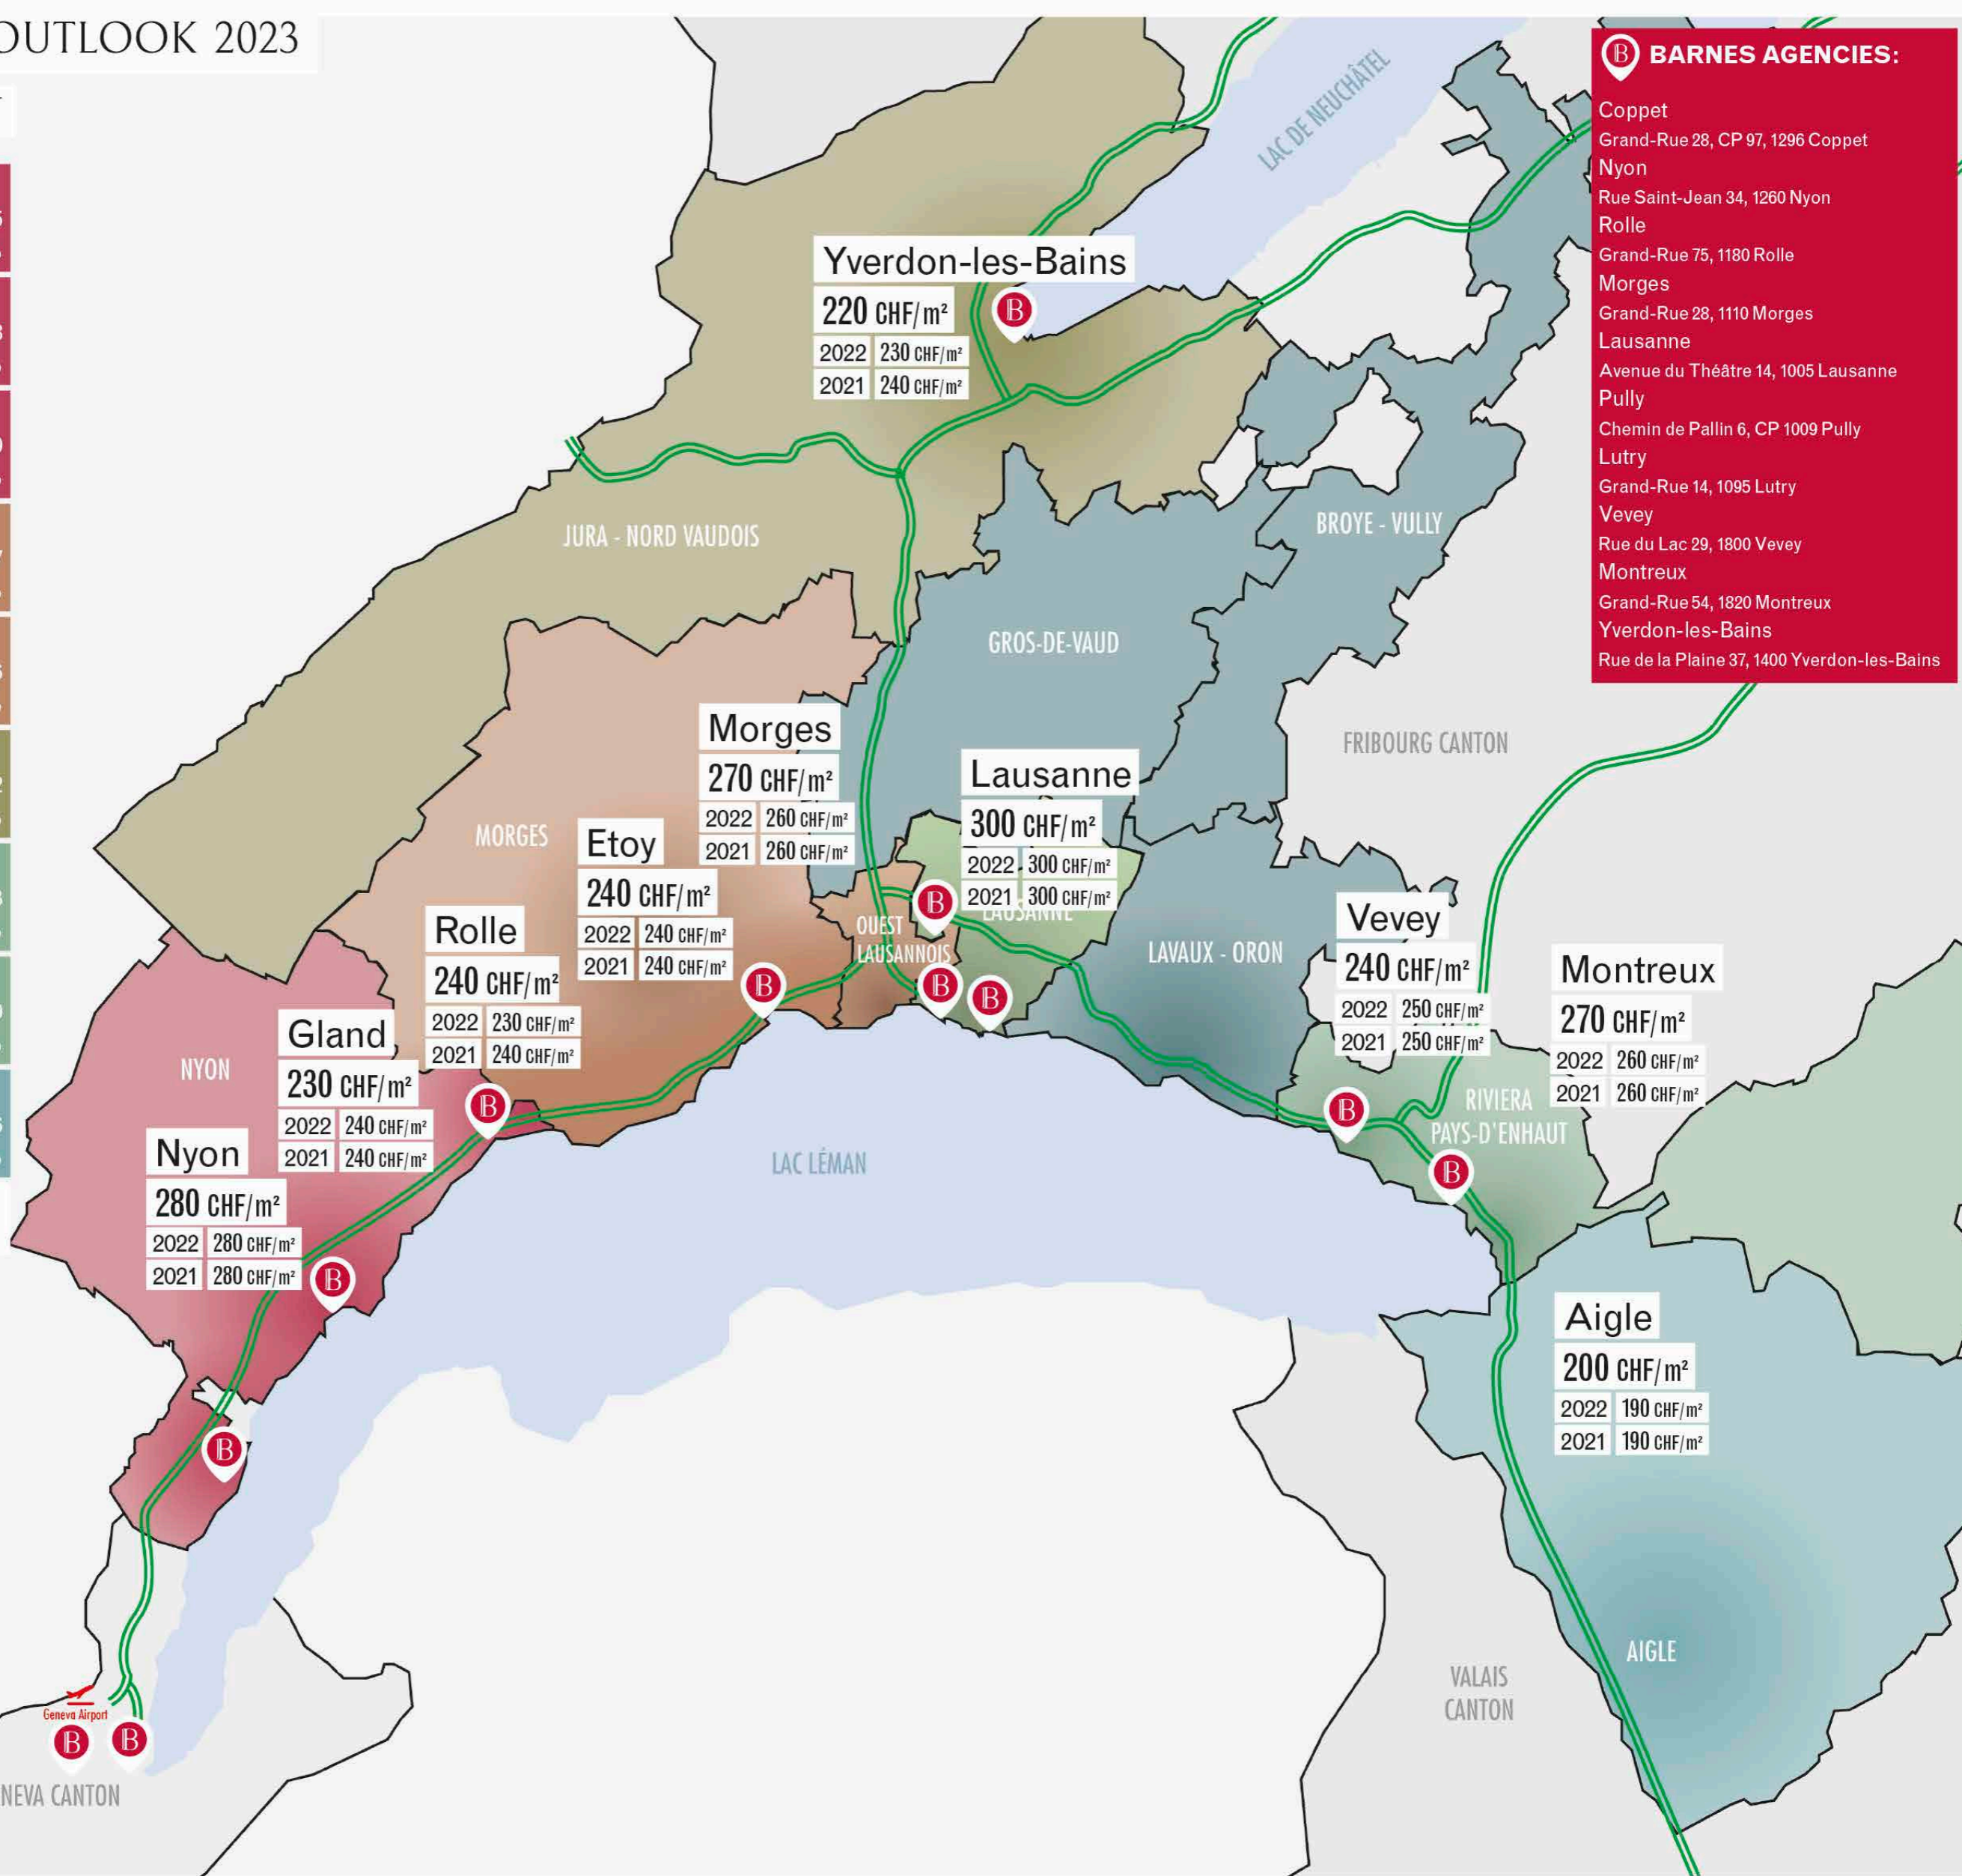 OUTLOOK 2023
BARNES AGENCIES:
Coppet
Grand-Rue 28, CP 97, 1296 Coppet
Nyon
Rue Saint-Jean 34, 1260 Nyon
Rolle
Grand-Rue 75, 1180 Rolle
Morges
Grand-Rue 28, 1110 Morges
Lausanne
Avenue du Théâtre 14, 1005 Lausanne
Pully
Chemin de Pallin 6, CP 1009 Pully
Lutry
Grand-Rue 14, 1095 Lutry
Vevey
Rue du Lac 29, 1800 Vevey
Montreux
Grand-Rue 54, 1820 Montreux
Yverdon-les-Bains
Rue de la Plaine 37, 1400 Yverdon-les-Bains
LAC DE NEUCHÂTEL
Yverdon-les-Bains
220 CHF/m²
2022 230 CHF/m²
2021 240 CHF/m²
JURA - NORD VAUDOIS
BROYE - VULLY
GROS-DE-VAUD
FRIBOURG CANTON
Morges
270 CHF/m²
2022 260 CHF/m²
2021 260 CHF/m²
Lausanne
300 CHF/m²
2022 300 CHF/m²
2021 300 CHF/m²
LAUSANNE
MORGES
Etoy
240 CHF/m²
2022 240 CHF/m²
2021 240 CHF/m²
OUEST
LAUSANNOIS
LAVAUX - ORON
Rolle
240 CHF/m²
2022 230 CHF/m²
2021 240 CHF/m²
Vevey
240 CHF/m²
2022 250 CHF/m²
2021 250 CHF/m²
Montreux
270 CHF/m²
2022 260 CHF/m²
2021 260 CHF/m²
Gland
230 CHF/m²
2022 240 CHF/m²
2021 240 CHF/m²
NYON
RIVIERA
PAYS-D'ENHAUT
Nyon
280 CHF/m²
2022 280 CHF/m²
2021 280 CHF/m²
LAC LÉMAN
Aigle
200 CHF/m²
2022 190 CHF/m²
2021 190 CHF/m²
AIGLE
VALAIS
CANTON
Geneva Airport
NEVA CANTON